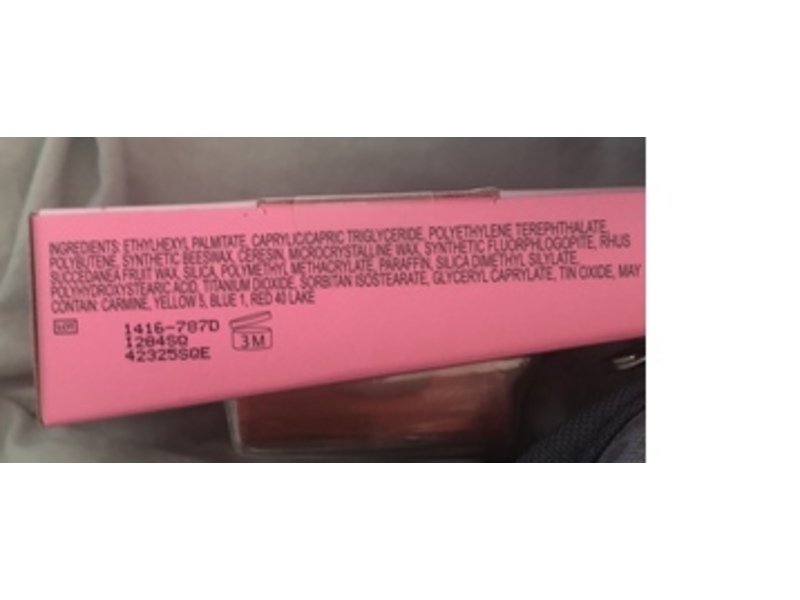 INGREDIENTS: ETHYLHEXYL PALMITATE, CAPRYLIC/CAPRIC TRIGLYCERIDE, POLYETHYLENE TEREPHTHALATE,
POLYBUTENE, SYNTHETIC BEESWAX, CERESIN, MICROCRYSTALLINE WAX, SYNTHETIC FLUORPHLOGOPITE, RHUS
SUCCEDANEA FRUIT WAX, SILICA, POLYMETHYL METHACRYLATE, PARAFFIN, SILICA DIMETHYL SILYLATE,
POLYHYDROXYSTEARIC ACID, TITANIUM DIOXIDE, SORBITAN ISOSTEARATE, GLYCERYL CAPRYLATE, TIN OXIDE, MAY
CONTAIN: CARMINE, YELLOW 5, BLUE 1, RED 40 LAKE
LOT
1416-787D
1284SQ
42325SQE
3M